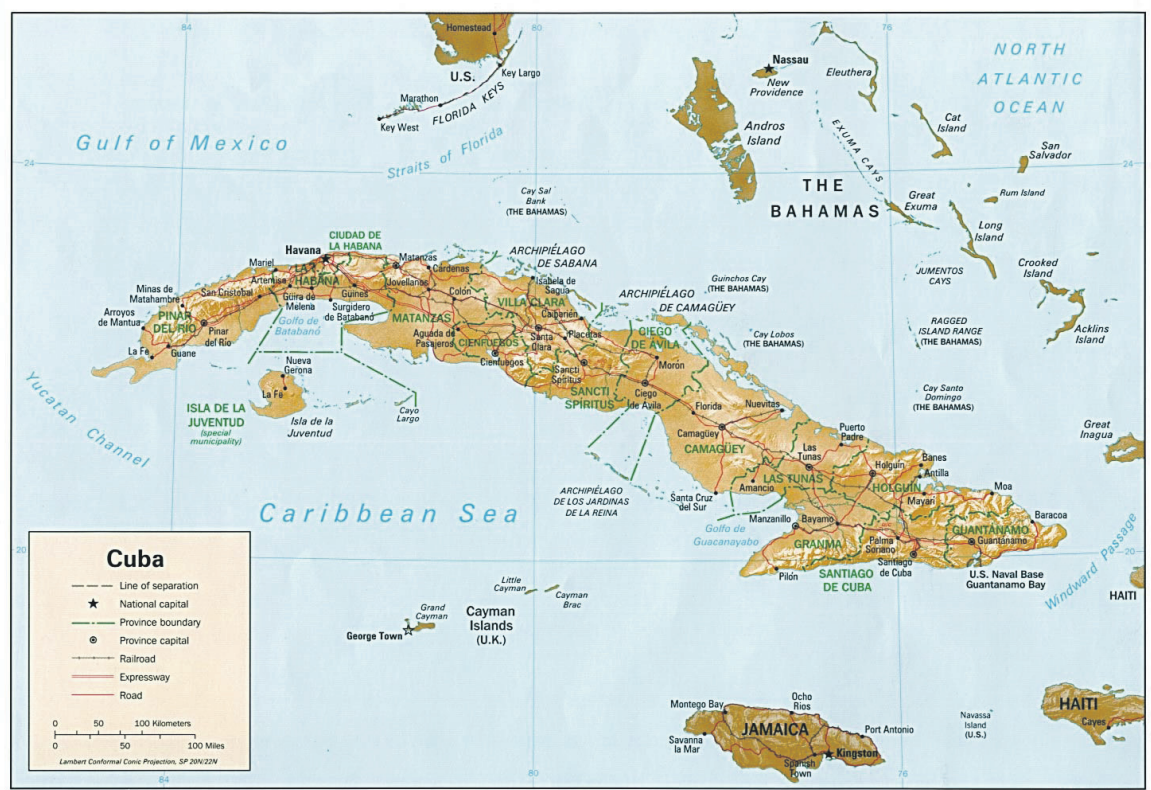 84
80
76
Homestead
U.S.
Key Largo
Marathon
FLORIDA KEYS
Key West
Gulf of Mexico
Straits of Florida
24
24
Nassau
New
Providence
Eleuthera
NORTH
ATLANTIC
OCEAN
Andros
Island
EXUMA CAYS
Cat
Island
San
Salvador
THE
BAHAMAS
Great
Exuma
Rum Island
Long
Island
Cay Sal
Bank
(THE BAHAMAS)
Crooked
Island
JUMENTOS
CAYS
Acklins
Island
RAGGED
ISLAND RANGE
(THE BAHAMAS)
Guinchos Cay
(THE BAHAMAS)
Cay Lobos
(THE BAHAMAS)
Cay Santo
Domingo
(THE BAHAMAS)
Great
Inagua
Havana
CIUDAD DE
LA HABANA
Mariel
LA
HABANA
Artemisa
Matanzas
Cardenas
ARCHIPIÉLAGO
DE SABANA
Minas de
Matahambre
San Cristobal
Güira de
Melena
Guines
Jovellanos
Colón
Isabela de
Sagua
Surgidero
de Batabanó
Golfo de
Batabanó
MATANZAS
VILLA CLARA
Caibarién
ARCHIPIÉLAGO
DE CAMAGÜEY
Arroyos
de Mantua
PINAR
DEL RÍO
Pinar
del Río
La Fé
Guane
Aguada de
Pasajeros
CIENFUEGOS
Cienfuegos
Santa
Clara
Placetas
CIEGO
DE ÁVILA
Morón
Nueva
Gerona
La Fé
ISLA DE LA
JUVENTUD
(special
municipality)
Isla de la
Juventud
Cayo
Largo
Sancti
Spíritus
SANCTI
SPÍRITUS
Ciego
de Ávila
Florida
Nuevitas
Camagüey
CAMAGÜEY
Puerto
Padre
Las
Tunas
LAS TUNAS
Holguín
HOLGUÍN
Banes
Antilla
Yucatan Channel
Caribbean Sea
ARCHIPIÉLAGO
DE LOS JARDINAS
DE LA REINA
Santa Cruz
del Sur
Amancio
Mayarí
Moa
Golfo de
Guacanayabo
Manzanillo
Bayamo
GRANMA
Palma
Soriano
GUANTÁNAMO
Guantánamo
Baracoa
Pilón
SANTIAGO
DE CUBA
Santiago
de Cuba
U.S. Naval Base
Guantanamo Bay
Windward Passage
20
20
HAITI
Little
Cayman
Cayman
Brac
Grand
Cayman
George Town
Cayman
Islands
(U.K.)
Cuba
Line of separation
National capital
Province boundary
Province capital
Railroad
Expressway
Road
0 50 100 Kilometers
0 50 100 Miles
Lambert Conformal Conic Projection, SP 20N/22N
Montego Bay
Ocho
Rios
JAMAICA
Port Antonio
Savanna
la Mar
Spanish
Town
Kingston
Navassa
Island
(U.S.)
HAITI
Cayes
84
80
76